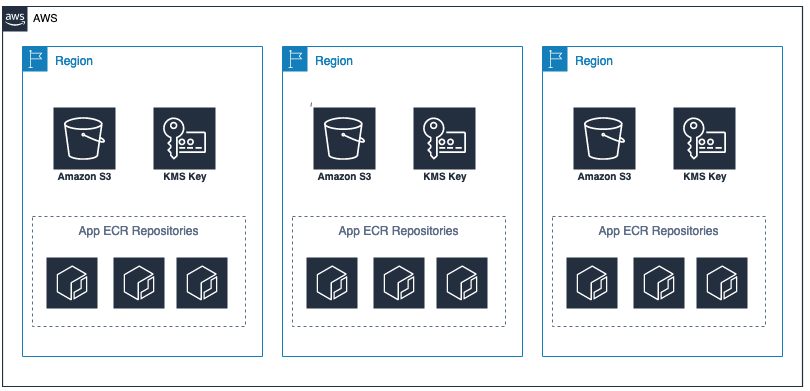 aws
AWS
Region
Region
Region
Amazon S3
KMS Key
Amazon S3
KMS Key
Amazon S3
KMS Key
App ECR Repositories
App ECR Repositories
App ECR Repositories